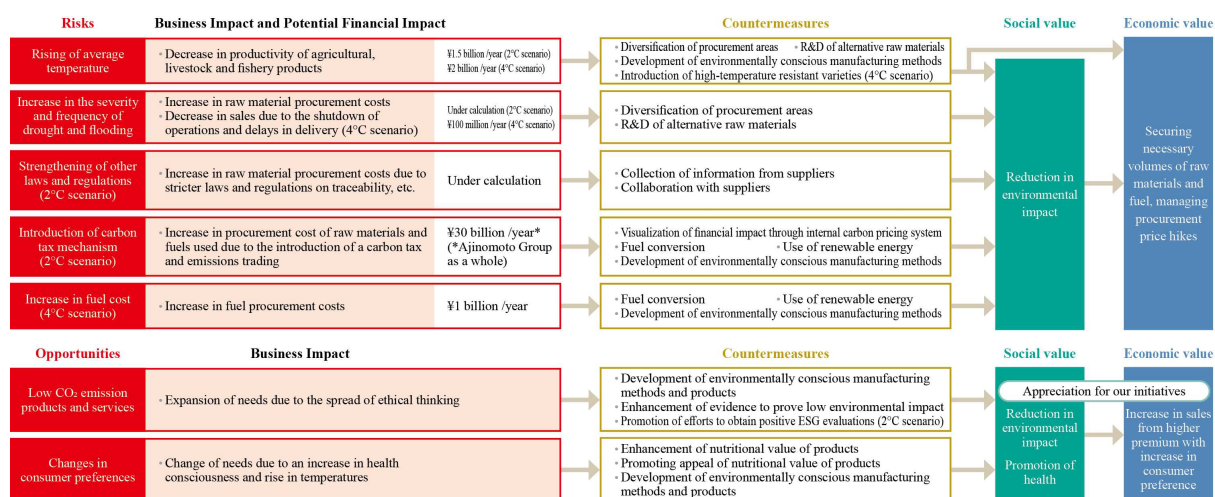 Risks
Business Impact and Potential Financial Impact
Countermeasures
Social value
Economic value
Rising of average
temperature
• Decrease in productivity of agricultural,
livestock and fishery products
¥1.5 billion /year (2°C scenario)
¥2 billion /year (4°C scenario)
• Diversification of procurement areas • R&D of alternative raw materials
• Development of environmentally conscious manufacturing methods
• Introduction of high-temperature resistant varieties (4°C scenario)
Increase in the severity
and frequency of
drought and flooding
• Increase in raw material procurement costs
• Decrease in sales due to the shutdown of
operations and delays in delivery (4°C scenario)
Under calculation (2°C scenario)
¥100 million /year (4°C scenario)
• Diversification of procurement areas
• R&D of alternative raw materials
Strengthening of other
laws and regulations
(2°C scenario)
• Increase in raw material procurement costs due to
stricter laws and regulations on traceability, etc.
Under calculation
• Collection of information from suppliers
• Collaboration with suppliers
Introduction of carbon
tax mechanism
(2°C scenario)
• Increase in procurement cost of raw materials and
fuels used due to the introduction of a carbon tax
and emissions trading
¥30 billion /year*
(*Ajinomoto Group
as a whole)
• Visualization of financial impact through internal carbon pricing system
• Fuel conversion • Use of renewable energy
• Development of environmentally conscious manufacturing methods
Increase in fuel cost
(4°C scenario)
• Increase in fuel procurement costs
¥1 billion /year
• Fuel conversion • Use of renewable energy
• Development of environmentally conscious manufacturing methods
Reduction in
environmental
impact
Securing
necessary
volumes of raw
materials and
fuel, managing
procurement
price hikes
Opportunities
Business Impact
Countermeasures
Social value
Economic value
Low CO₂ emission
products and services
• Expansion of needs due to the spread of ethical thinking
• Development of environmentally conscious manufacturing
methods and products
• Enhancement of evidence to prove low environmental impact
• Promotion of efforts to obtain positive ESG evaluations (2°C scenario)
Changes in
consumer preferences
• Change of needs due to an increase in health
consciousness and rise in temperatures
• Enhancement of nutritional value of products
• Promoting appeal of nutritional value of products
• Development of environmentally conscious manufacturing
methods and products
Appreciation for our initiatives
Reduction in
environmental
impact
Promotion of
health
Increase in sales
from higher
premium with
increase in
consumer
preference